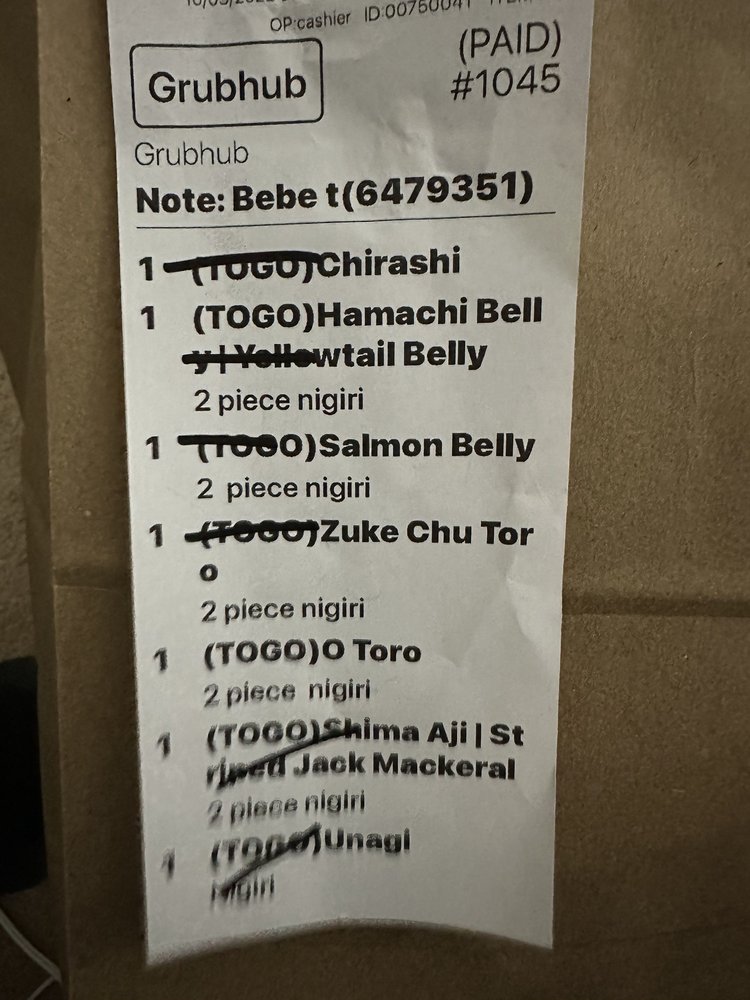 OP:cashier ID:00750041
(PAID)
Grubhub
#1045
Grubhub
Note: Bebe t(6479351)
1 (TOGO)Chirashi
1 (TOGO)Hamachi Bell
y | Yellowtail Belly
2 piece nigiri
1 (TOGO)Salmon Belly
2 piece nigiri
1 (TOGO)Zuke Chu Tor
o
2 piece nigiri
1 (TOGO)O Toro
2 piece nigiri
1 (TOGO)Shima Aji | St
riped Jack Mackeral
2 piece nigiri
1 (TOGO)Unagi
Nigiri